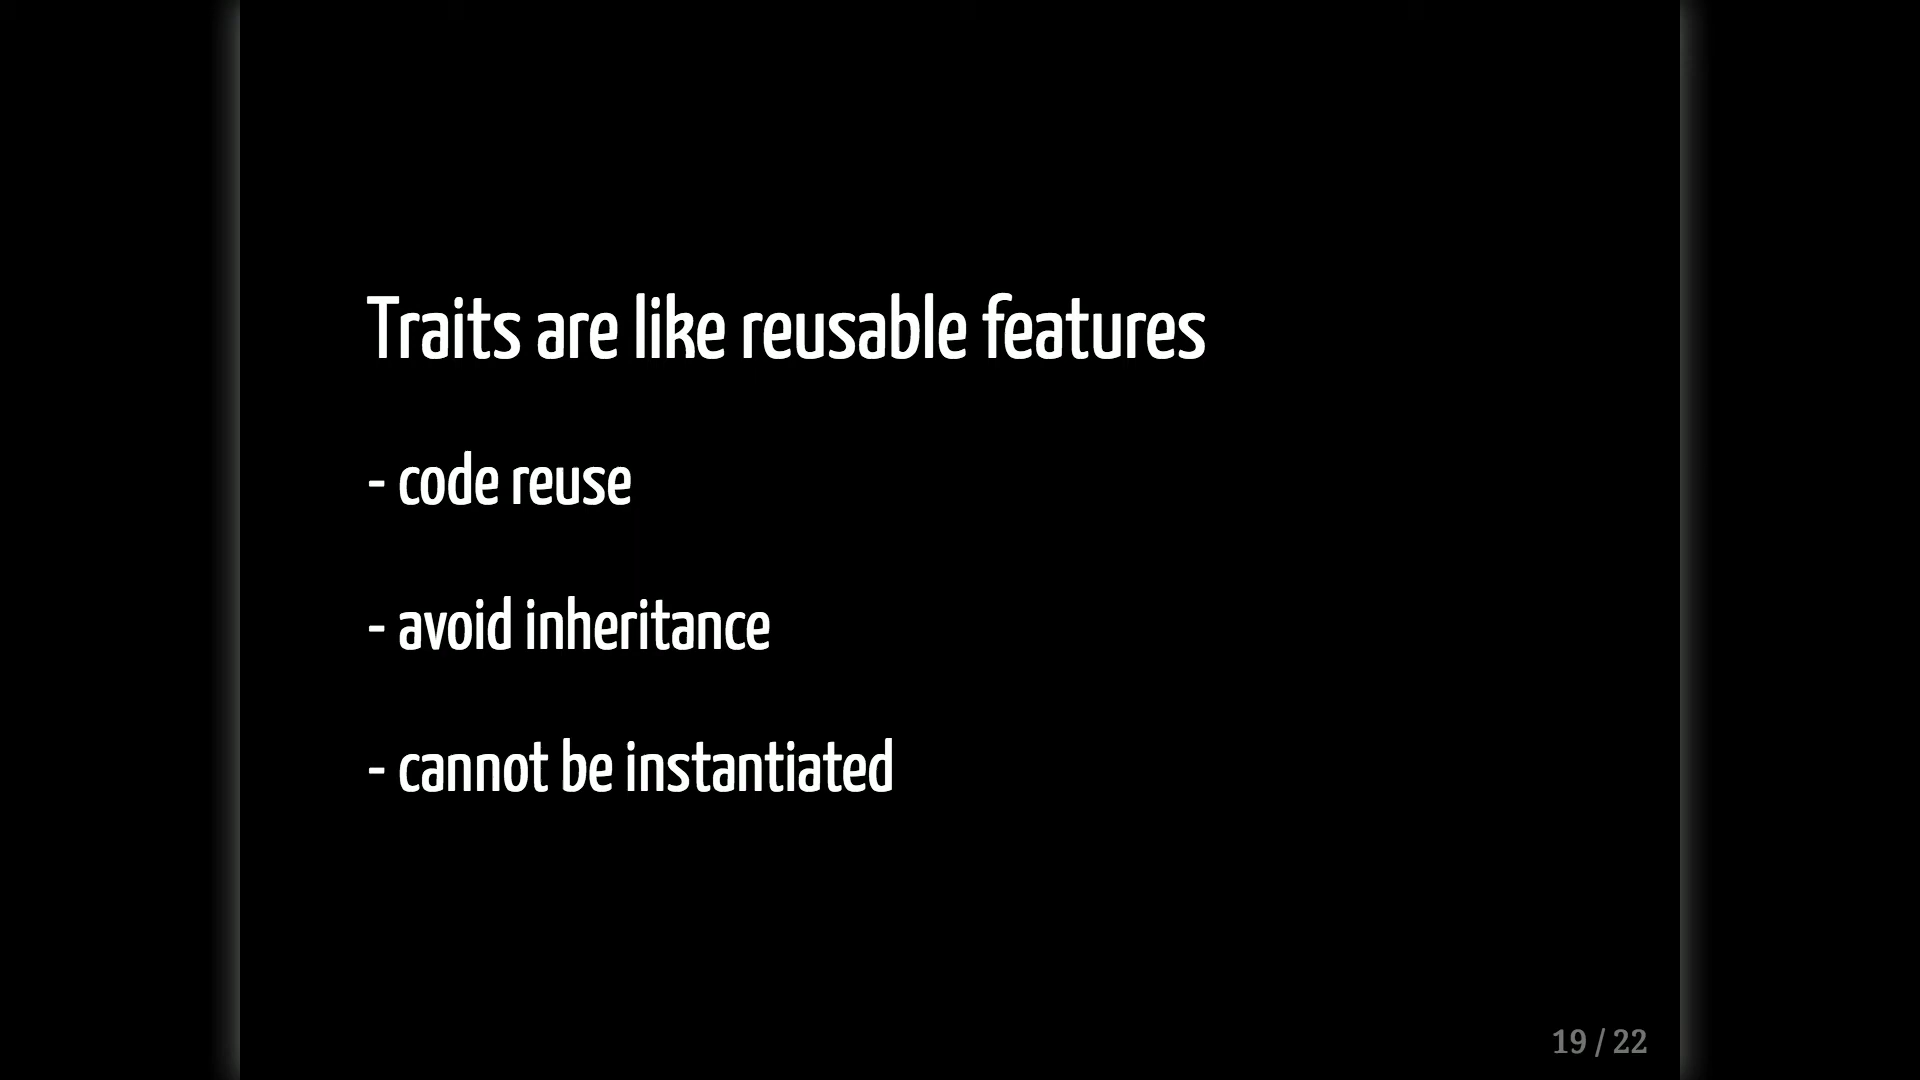 Traits are like reusable features
- code reuse
- avoid inheritance
- cannot be instantiated
19 / 22